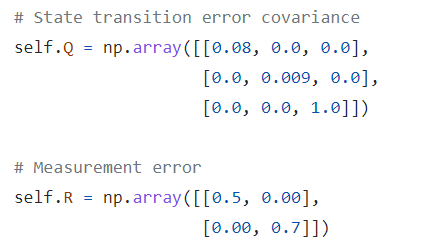 # State transition error covariance
self.Q = np.array([[0.08, 0.0, 0.0],
[0.0, 0.009, 0.0],
[0.0, 0.0, 1.0]])
# Measurement error
self.R = np.array([[0.5, 0.00],
[0.00, 0.7]])